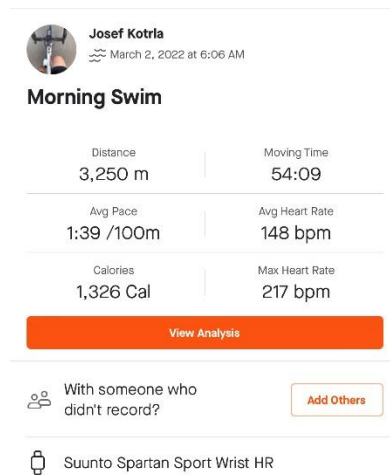 Josef Kotrla
March 2, 2022 at 6:06 AM
Morning Swim
Distance
3,250 m
Moving Time
54:09
Avg Pace
1:39 /100m
Avg Heart Rate
148 bpm
Calories
1,326 Cal
Max Heart Rate
217 bpm
View Analysis
With someone who
didn't record?
Add Others
Suunto Spartan Sport Wrist HR